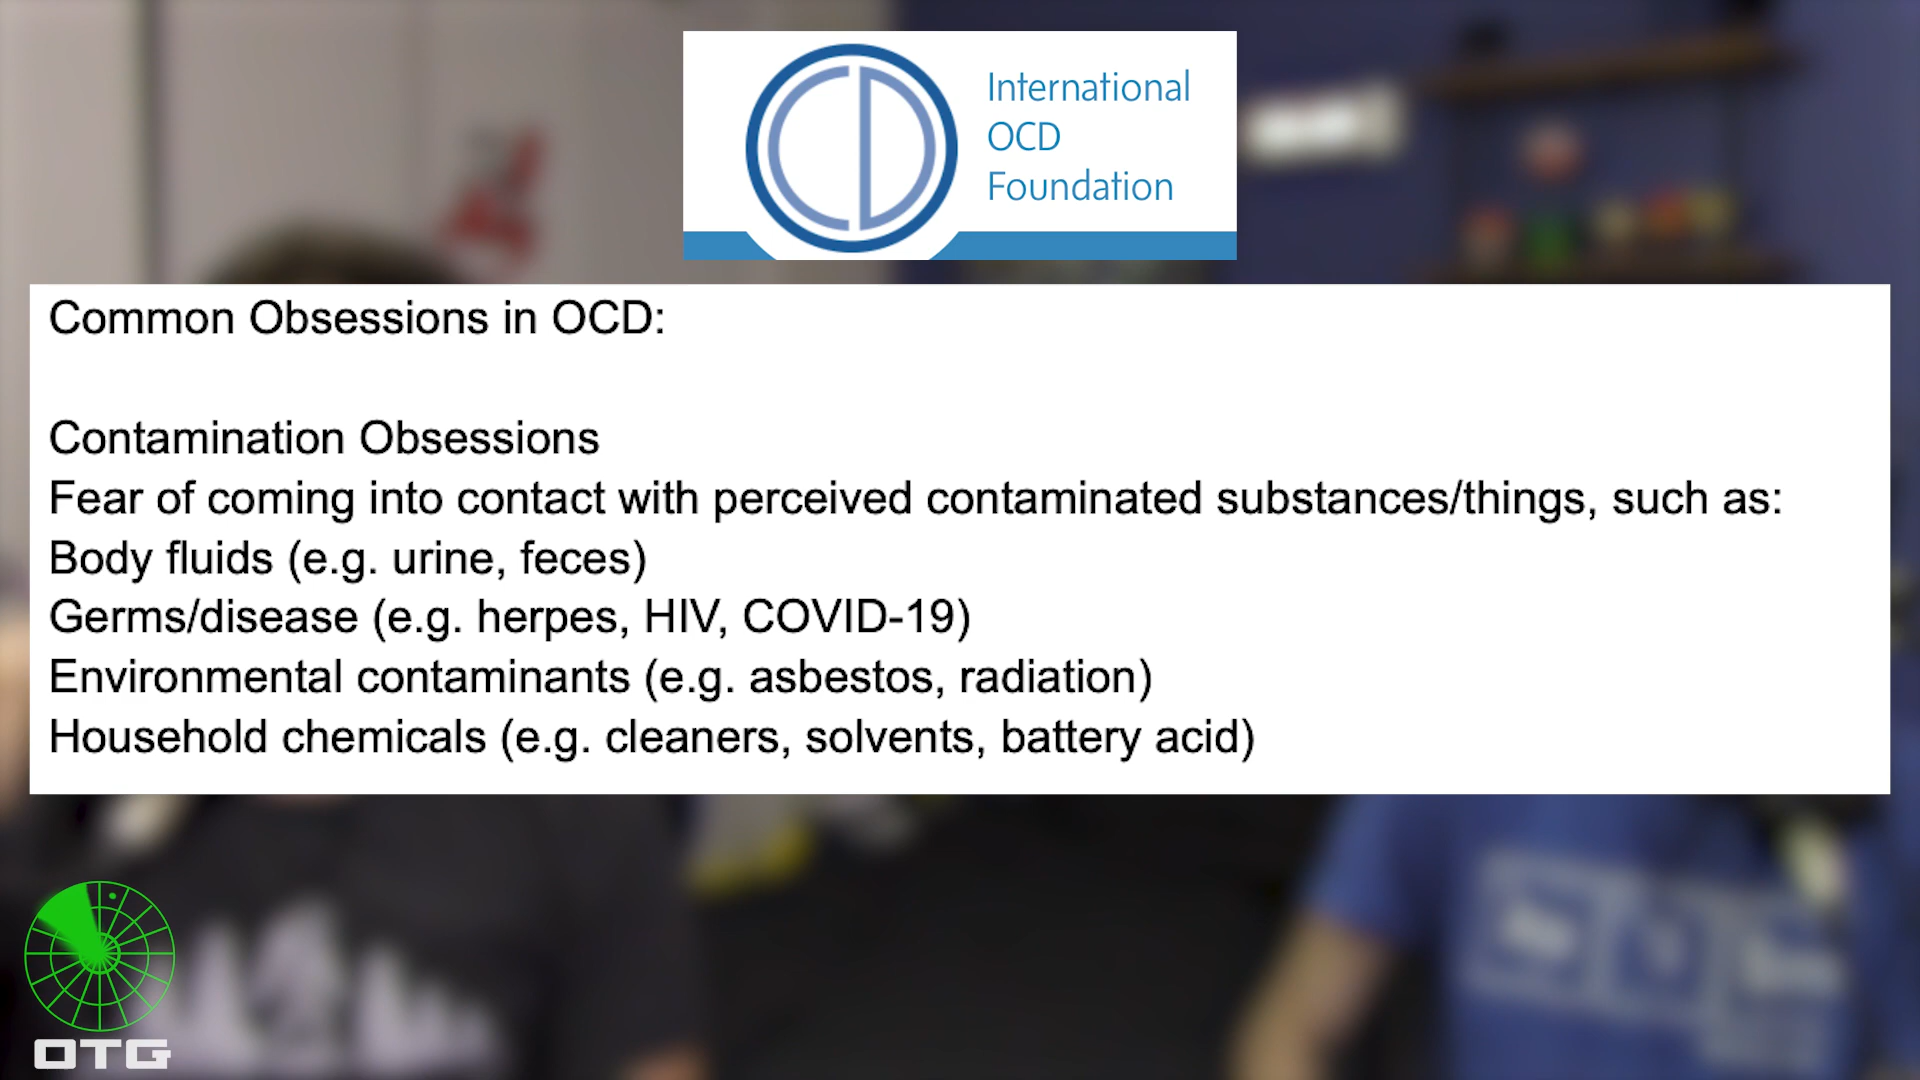 International
OCD
Foundation
Common Obsessions in OCD:
Contamination Obsessions
Fear of coming into contact with perceived contaminated substances/things, such as:
Body fluids (e.g. urine, feces)
Germs/disease (e.g. herpes, HIV, COVID-19)
Environmental contaminants (e.g. asbestos, radiation)
Household chemicals (e.g. cleaners, solvents, battery acid)
OTG